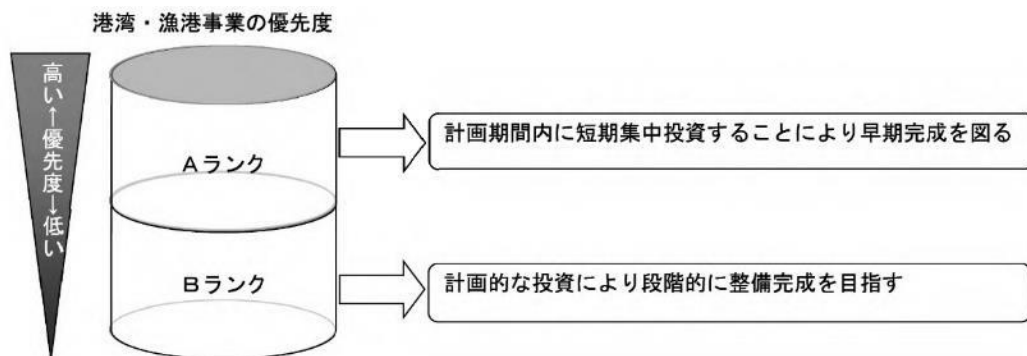 港湾・漁港事業の優先度
高い↑優先度↓低い
Aランク
計画期間内に短期集中投資することにより早期完成を図る
Bランク
計画的な投資により段階的に整備完成を目指す